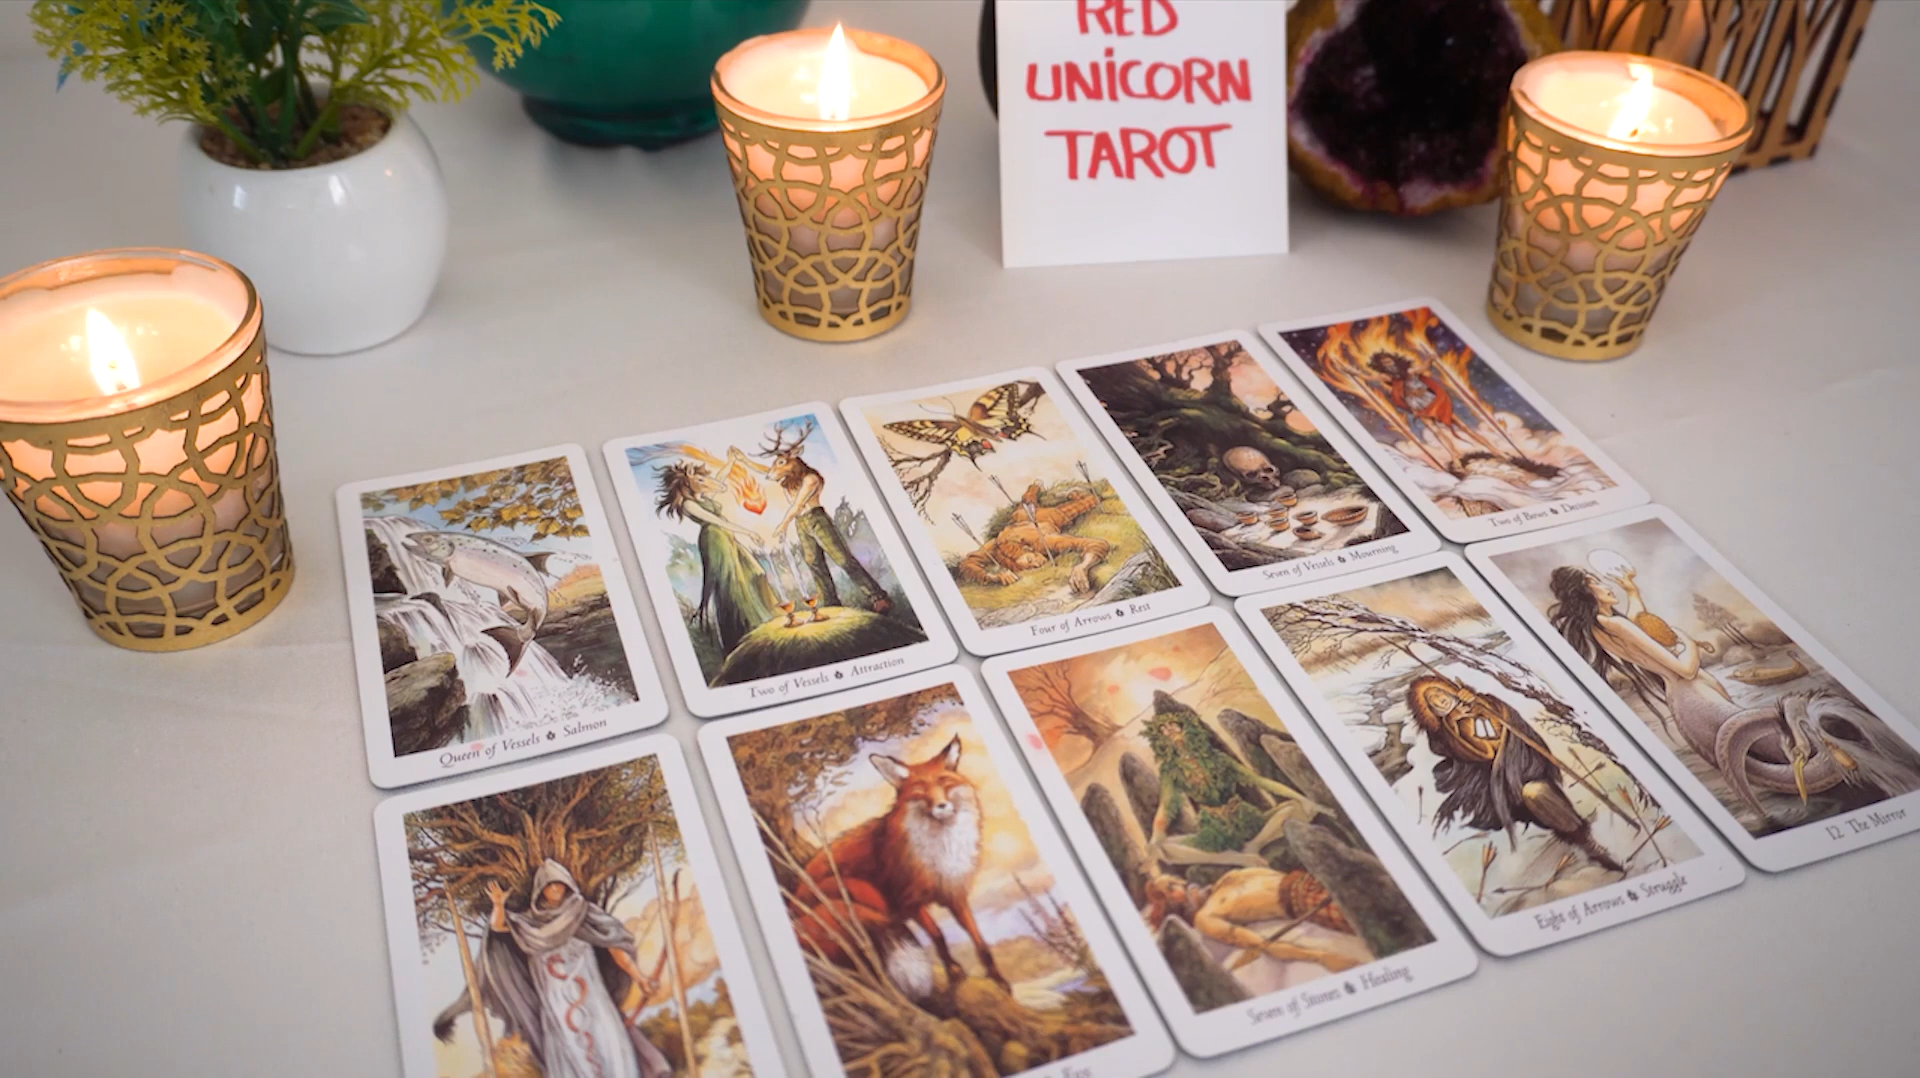 RED
UNICORN
TAROT
Two of Bows Decision
Seven of Vessels Mourning
Four of Arrows Rest
Two of Vessels Attraction
Queen of Vessels Salmon
12 The Mirror
Eight of Arrows Struggle
Seven of Stones Healing